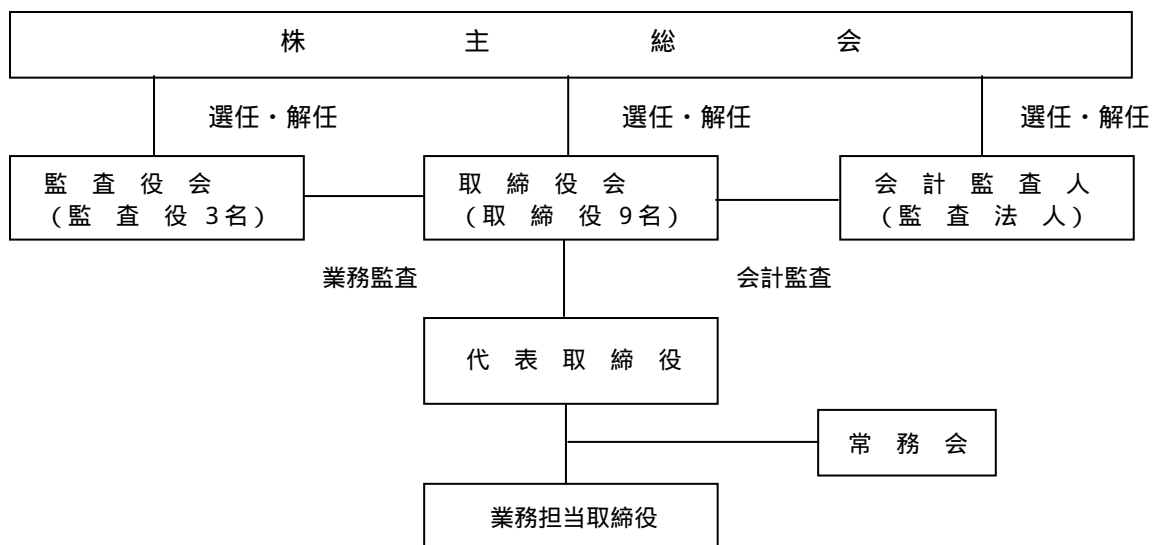 株 主 総 会
選任・解任
選任・解任
選任・解任
監 査 役 会
(監 査 役 3名)
取 締 役 会
(取 締 役 9名)
会 計 監 査 人
(監 査 法 人)
業務監査
会計監査
代 表 取 締 役
常 務 会
業務担当取締役